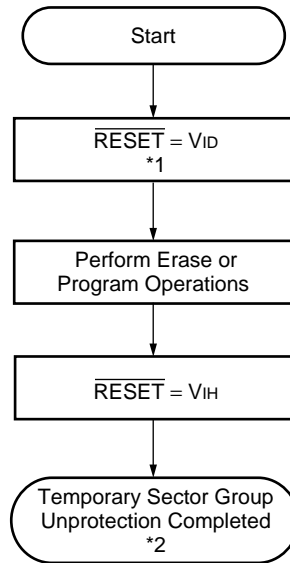 Start
RESET = VID
*1
Perform Erase or
Program Operations
RESET = VIH
Temporary Sector Group
Unprotection Completed
*2